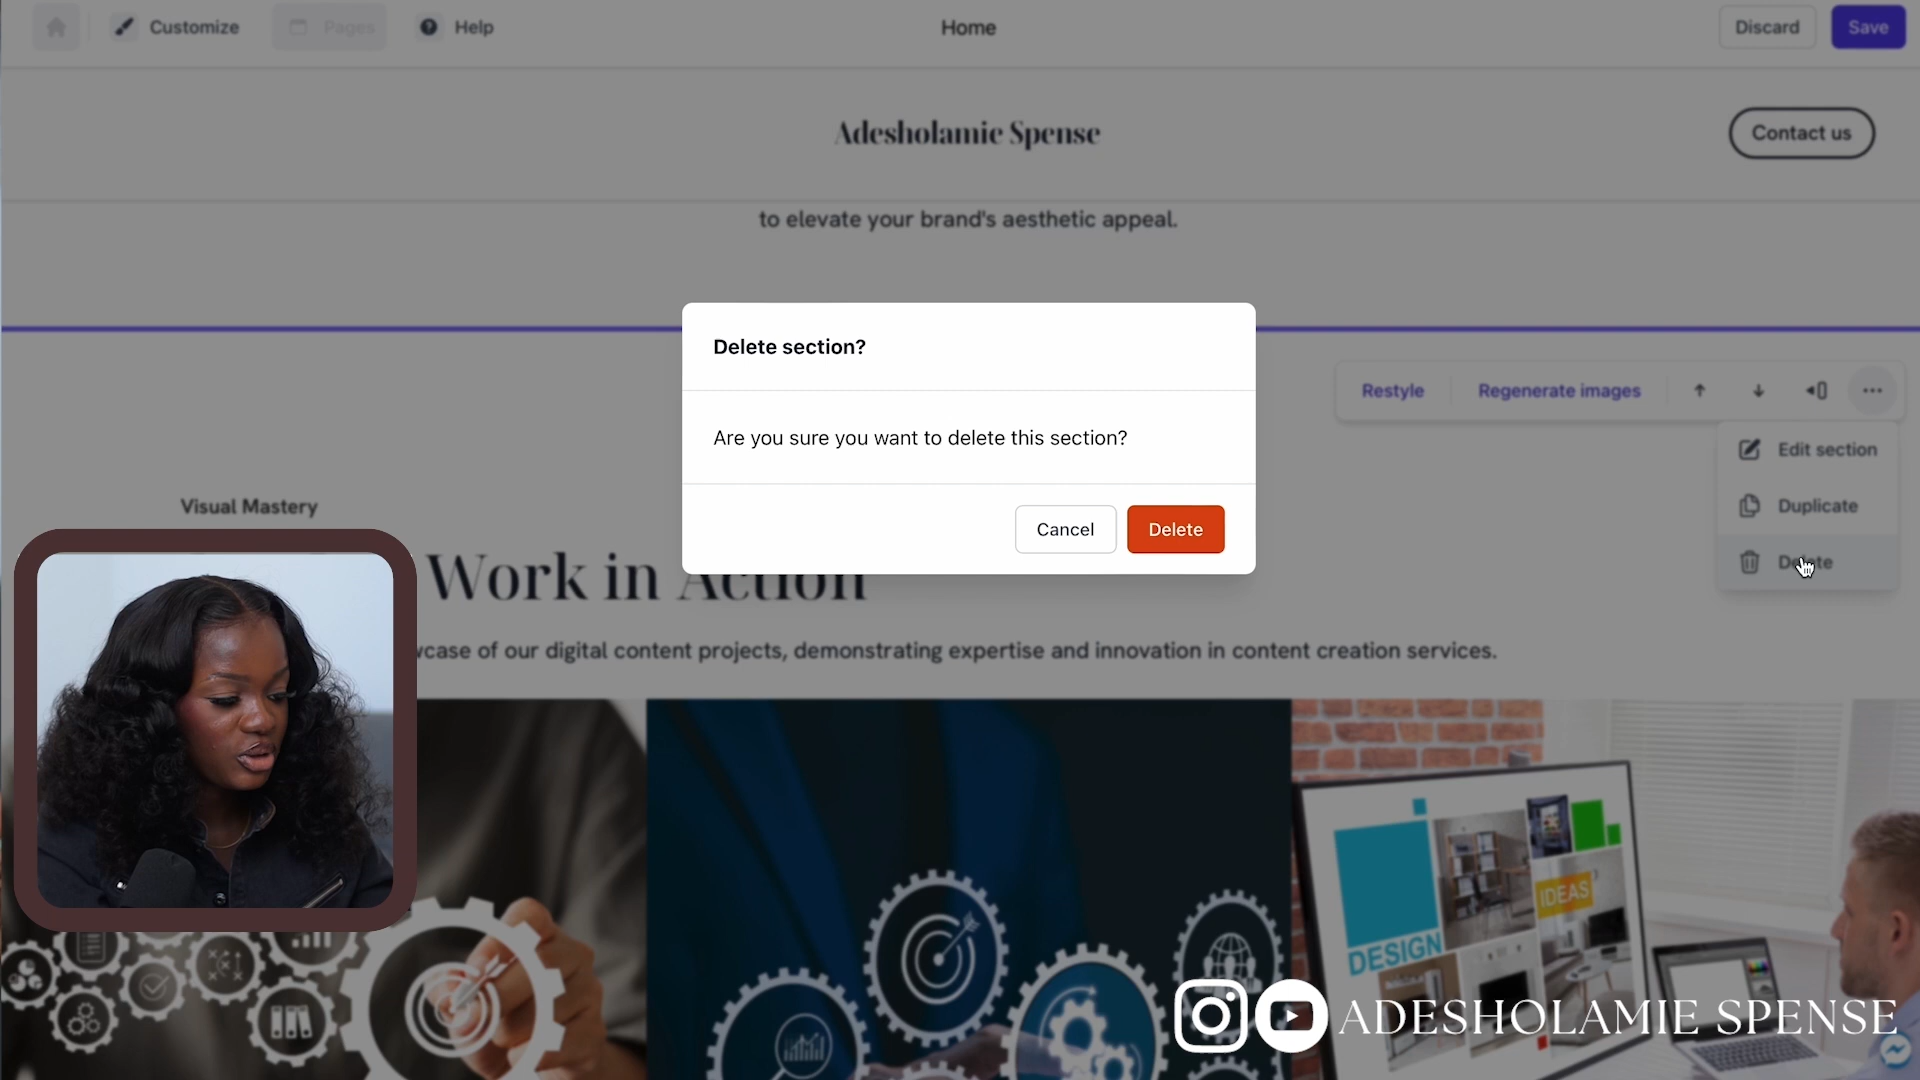 Customize
Pages
Help
Home
Discard
Save
Adesholamie Spense
Contact us
to elevate your brand's aesthetic appeal.
Delete section?
Are you sure you want to delete this section?
Cancel
Delete
Restyle
Regenerate images
Edit section
Duplicate
Delete
Visual Mastery
Work in Action
of our digital content projects, demonstrating expertise and innovation in content creation services.
IDEAS
DESIGN
ADESHOLAMIE SPENSE